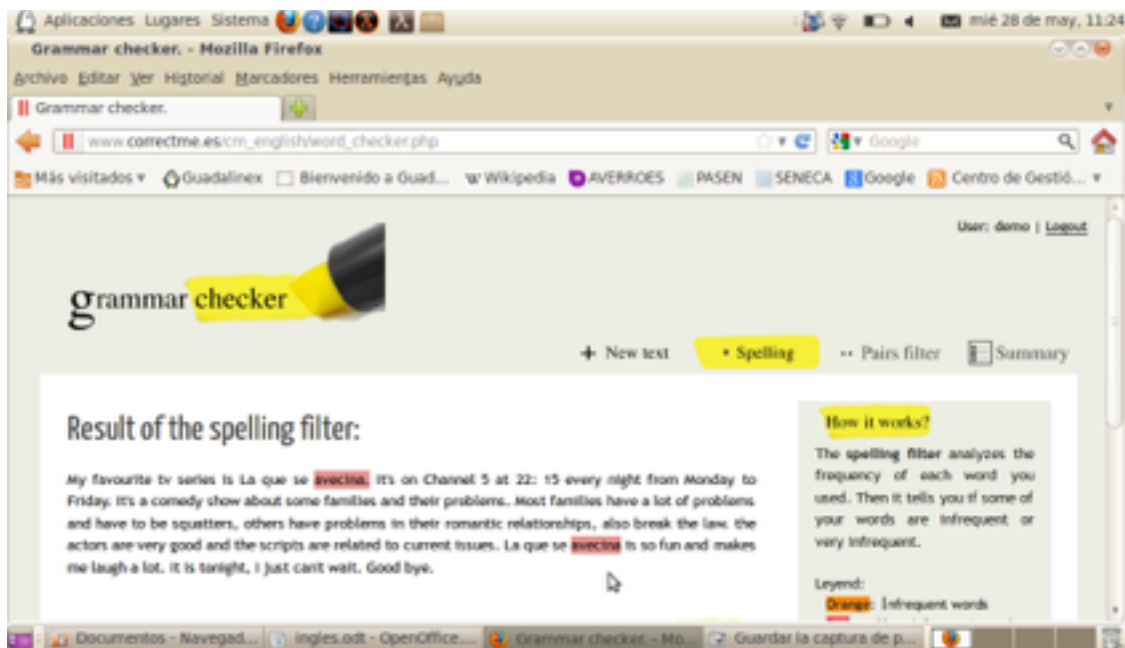 Aplicaciones Lugares Sistema
mié 28 de may, 11:24
Grammar checker. - Mozilla Firefox
Archivo Editar Ver Historial Marcadores Herramientas Ayuda
Grammar checker.
www.correctme.es/cm_english/word_checker.php
Google
Más visitados
Guadalinex
Bienvenido a Guad...
Wikipedia
AVERROES
PASEN
SENECA
Google
Centro de Gestió...
User: demo | Logout
grammar checker
+ New text
• Spelling
•• Pairs filter
Summary
Result of the spelling filter:
My favourite tv series is La que se avecina. It's on Channel 5 at 22: 15 every night from Monday to
Friday. It's a comedy show about some families and their problems. Most families have a lot of problems
and have to be squatters, others have problems in their romantic relationships, also break the law. the
actors are very good and the scripts are related to current issues. La que se avecina is so fun and makes
me laugh a lot. It is tonight, I just can't wait. Good bye.
How it works?
The spelling filter analyzes the
frequency of each word you
used. Then it tells you if some of
your words are infrequent or
very infrequent.
Leyend:
Orange: Infrequent words
Documentos - Navegad...
ingles.odt - OpenOffice....
Grammar checker. - Mo...
Guardar la captura de p...